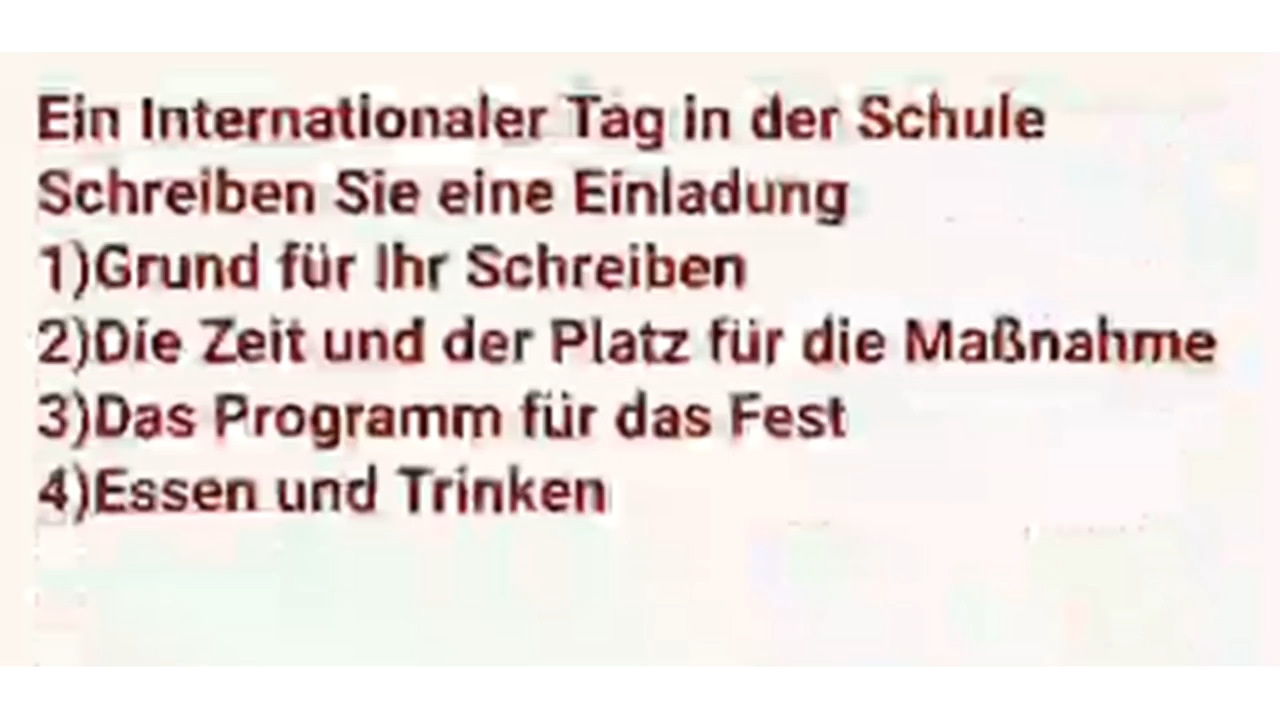 Ein Internationaler Tag in der Schule
Schreiben Sie eine Einladung
1)Grund für Ihr Schreiben
2)Die Zeit und der Platz für die Maßnahme
3)Das Programm für das Fest
4)Essen und Trinken